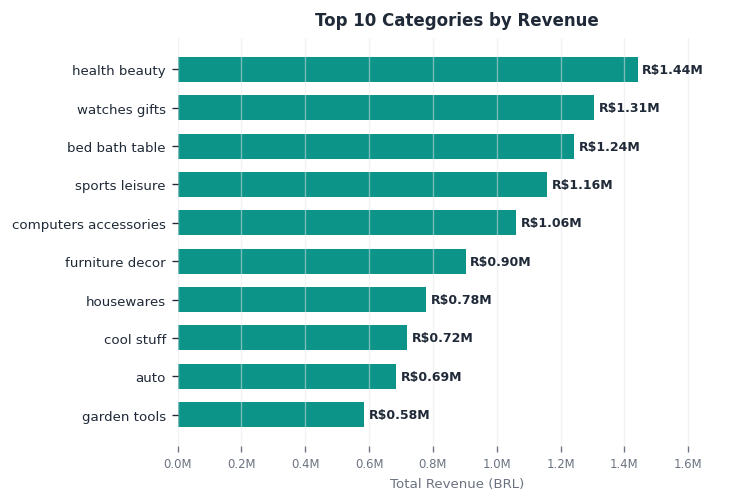 Top 10 Categories by Revenue
health beauty R$1.44M
watches gifts R$1.31M
bed bath table R$1.24M
sports leisure R$1.16M
computers accessories R$1.06M
furniture decor R$0.90M
housewares R$0.78M
cool stuff R$0.72M
auto R$0.69M
garden tools R$0.58M
0.0M 0.2M 0.4M 0.6M 0.8M 1.0M 1.2M 1.4M 1.6M
Total Revenue (BRL)